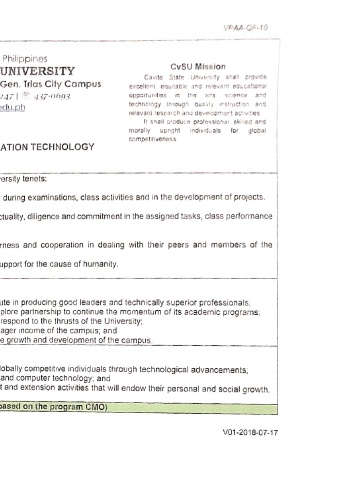 VPAA-QF-10
Philippines
UNIVERSITY
Gen. Trias City Campus
247 | 437-0693
edu.ph
CvSU Mission
Cavite State University shall provide
excellent, equitable and relevant educational
opportunities in the arts science and
technology through quality instruction and
relevant research and development activities
It shall produce professional skilled and
morally upright individuals for global
competitiveness.
ATION TECHNOLOGY
versity tenets:
during examinations, class activities and in the development of projects.
ctuality, diligence and commitment in the assigned tasks, class performance
rness and cooperation in dealing with their peers and members of the
upport for the cause of humanity.
ute in producing good leaders and technically superior professionals;
plore partnership to continue the momentum of its academic programs;
respond to the thrusts of the University;
ager income of the campus; and
e growth and development of the campus.
lobally competitive individuals through technological advancements;
and computer technology; and
t and extension activities that will endow their personal and social growth.
based on the program CMO)
V01-2018-07-17